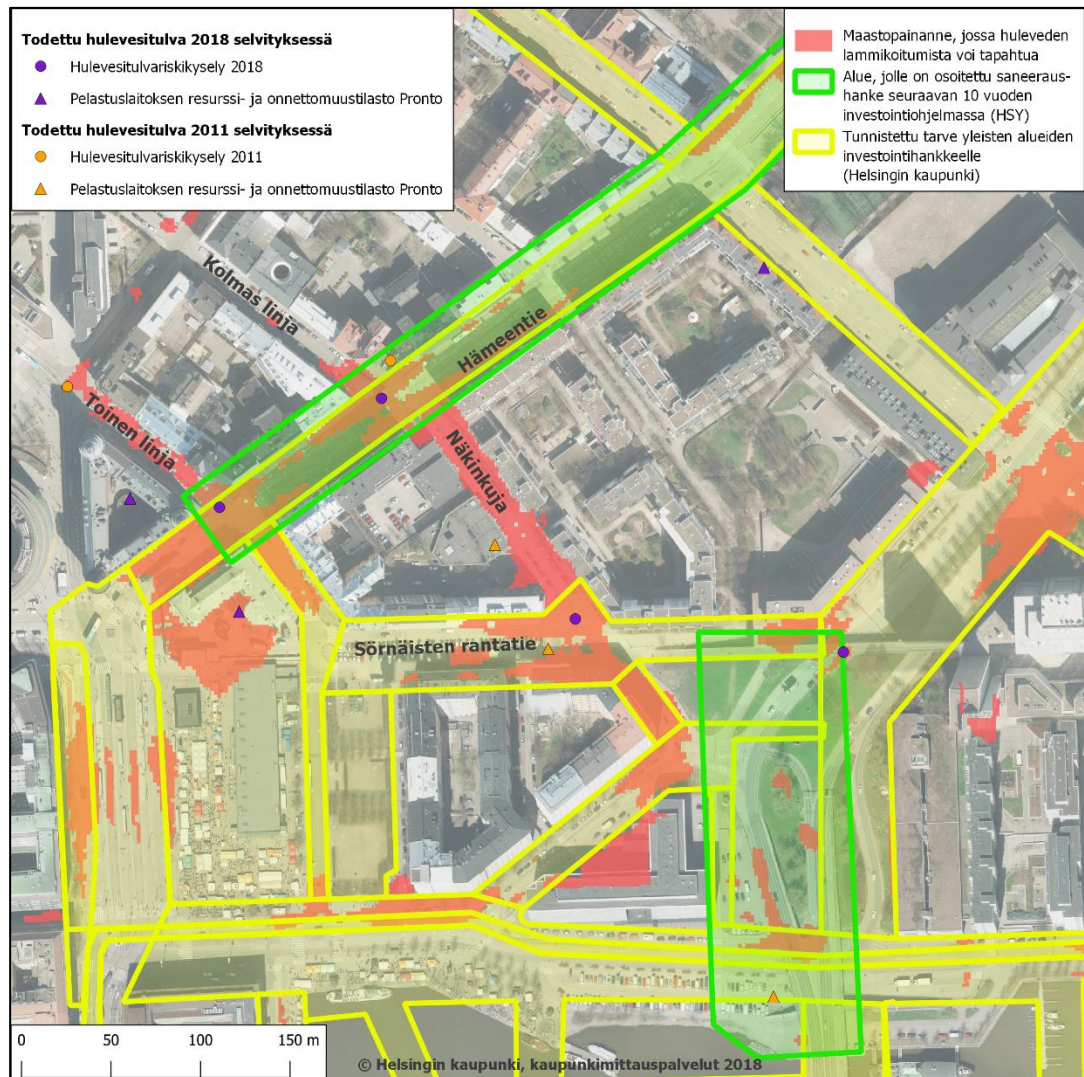 Todettu hulevesitulva 2018 selvityksessä
Hulevesitulvariskikysely 2018
Pelastuslaitoksen resurssi- ja onnettomuustilasto Pronto
Todettu hulevesitulva 2011 selvityksessä
Hulevesitulvariskikysely 2011
Pelastuslaitoksen resurssi- ja onnettomuustilasto Pronto
Maastopainanne, jossa huleveden
lammikoitumista voi tapahtua
Alue, jolle on osoitettu saneeraus-
hanke seuraavan 10 vuoden
investointiohjelmassa (HSY)
Tunnistettu tarve yleisten alueiden
investointihankkeelle
(Helsingin kaupunki)
Kolmas linja
Hämeentie
Toinen linja
Näkinkuja
Sörnäisten rantatie
0 50 100 150 m
© Helsingin kaupunki, kaupunkimittauspalvelut 2018